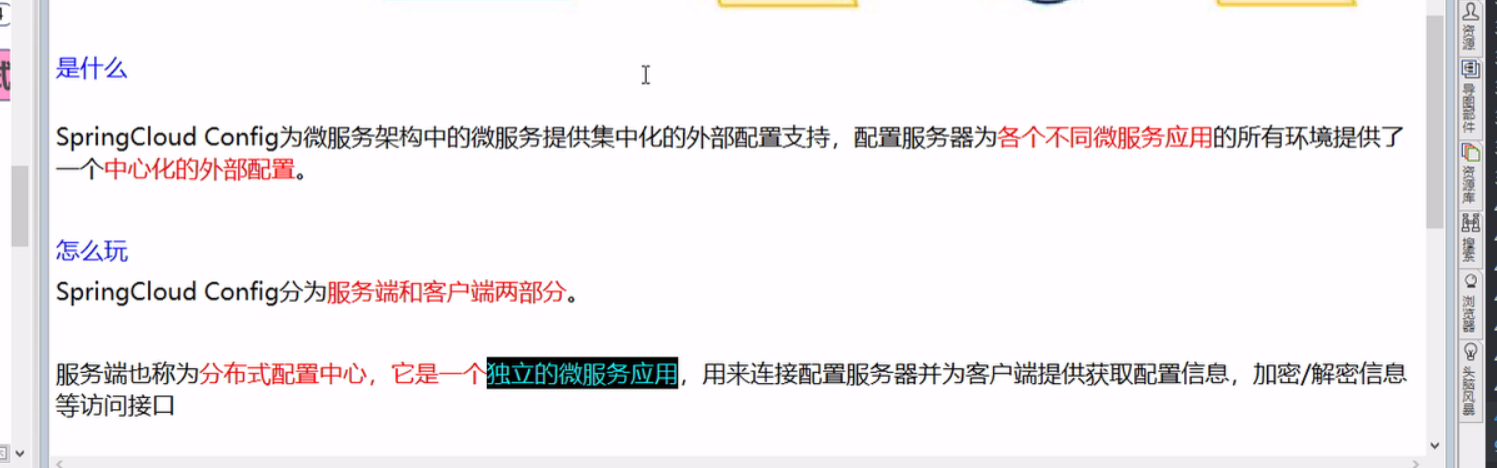 是什么
SpringCloud Config为微服务架构中的微服务提供集中化的外部配置支持，配置服务器为各个不同微服务应用的所有环境提供了
一个中心化的外部配置。
怎么玩
SpringCloud Config分为服务端和客户端两部分。
服务端也称为分布式配置中心，它是一个独立的微服务应用，用来连接配置服务器并为客户端提供获取配置信息，加密/解密信息
等访问接口
资源
导图部件
资源库
搜索
浏览器
头脑风暴